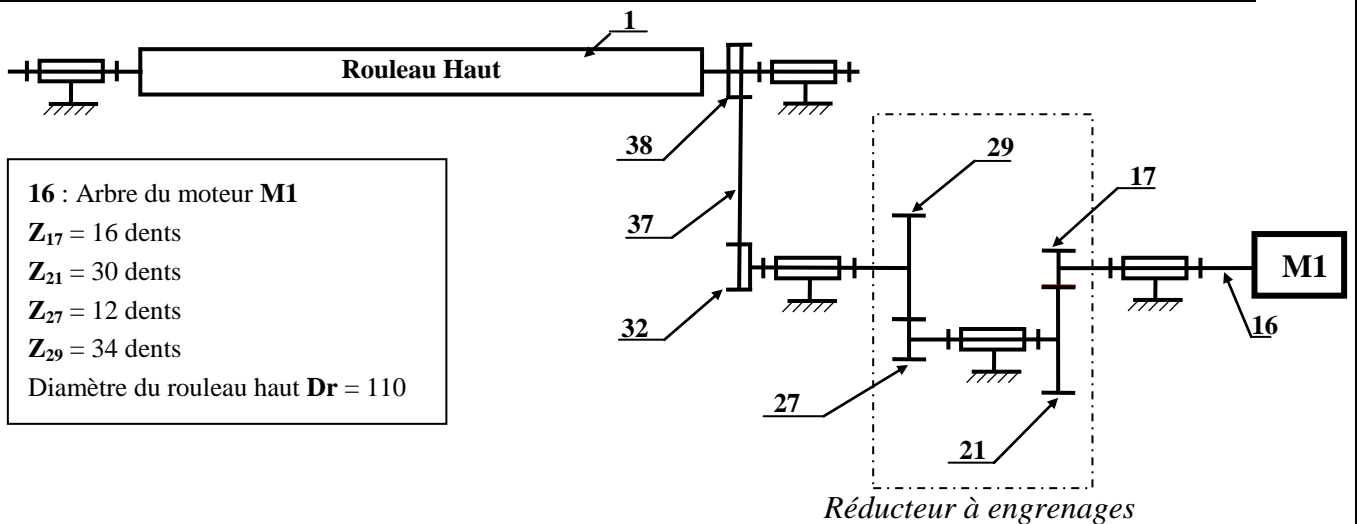 1
Rouleau Haut
38
29
17
16 : Arbre du moteur M1
Z17 = 16 dents
Z21 = 30 dents
Z27 = 12 dents
Z29 = 34 dents
Diamètre du rouleau haut Dr = 110
37
M1
32
16
27
21
Réducteur à engrenages